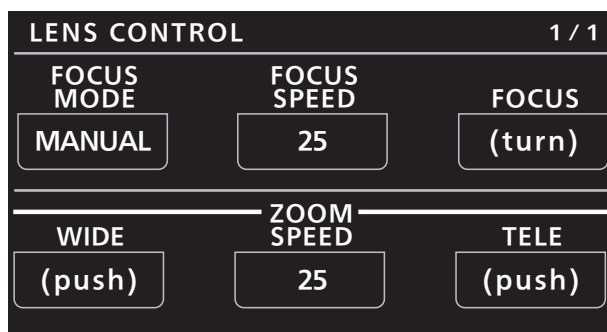 LENS CONTROL 1/1
FOCUS MODE FOCUS SPEED FOCUS
MANUAL 25 (turn)
ZOOM
WIDE SPEED TELE
(push) 25 (push)